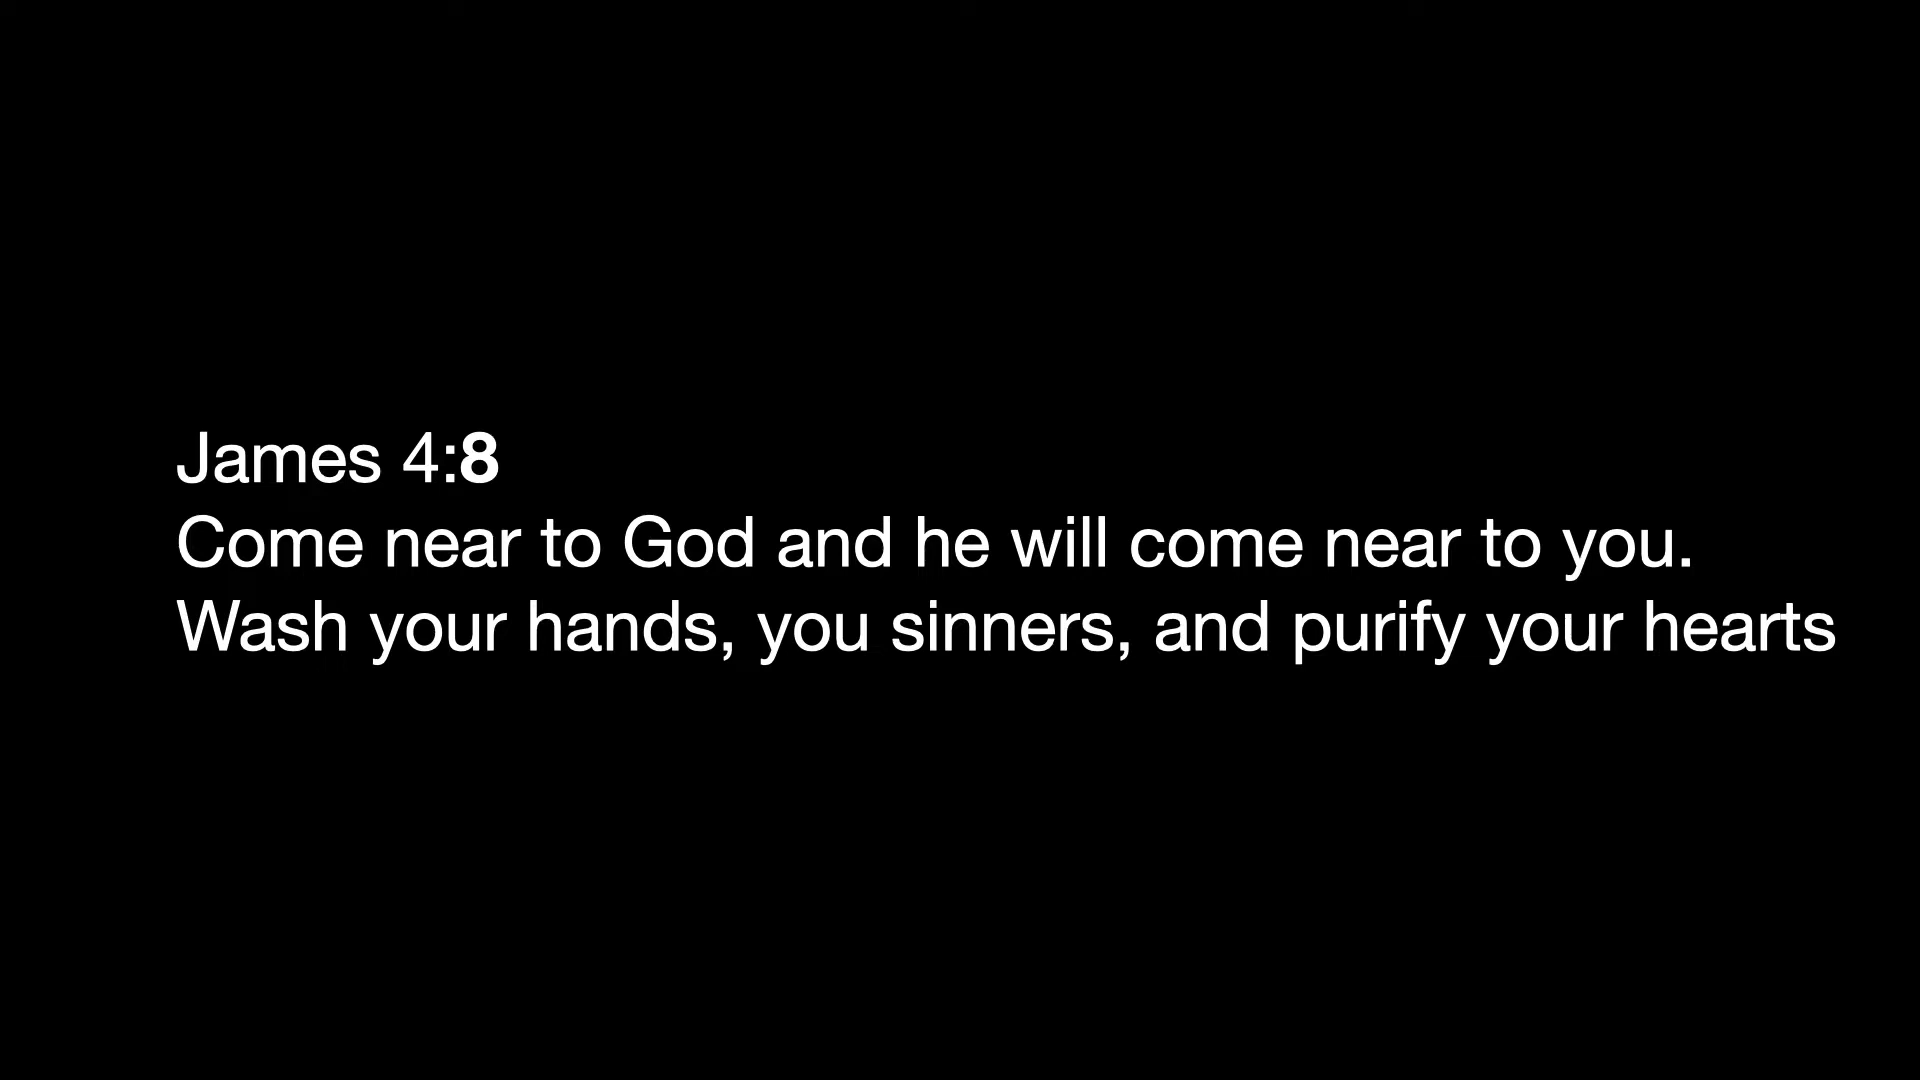 James 4:8
Come near to God and he will come near to you.
Wash your hands, you sinners, and purify your hearts